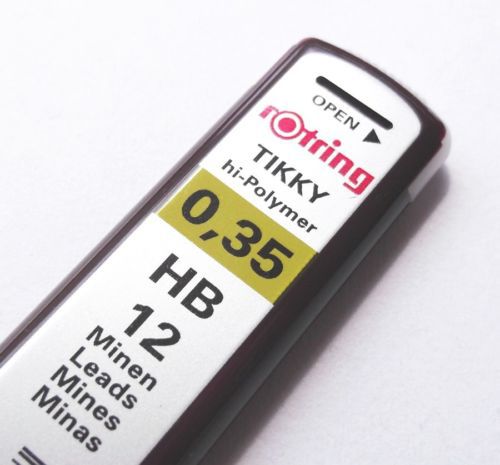 OPEN
rOtring
TIKKY
hi-Polymer
0,35
HB
12
Minen
Leads
Mines
Minas